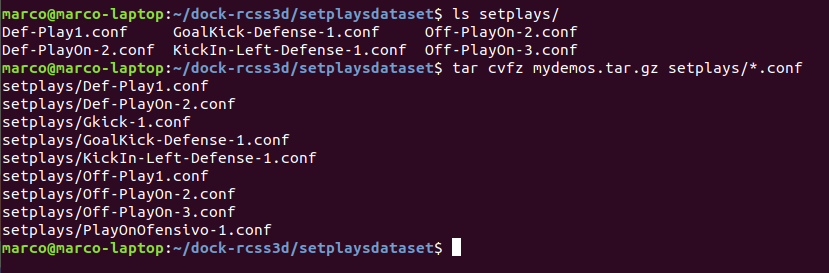 marco@marco-laptop:~/dock-rcss3d/setplaysdataset$ ls setplays/
Def-Play1.conf GoalKick-Defense-1.conf Off-PlayOn-2.conf
Def-PlayOn-2.conf KickIn-Left-Defense-1.conf Off-PlayOn-3.conf
marco@marco-laptop:~/dock-rcss3d/setplaysdataset$ tar cvfz mydemos.tar.gz setplays/*.conf
setplays/Def-Play1.conf
setplays/Def-PlayOn-2.conf
setplays/Gkick-1.conf
setplays/GoalKick-Defense-1.conf
setplays/KickIn-Left-Defense-1.conf
setplays/Off-Play1.conf
setplays/Off-PlayOn-2.conf
setplays/Off-PlayOn-3.conf
setplays/PlayOnOfensivo-1.conf
marco@marco-laptop:~/dock-rcss3d/setplaysdataset$